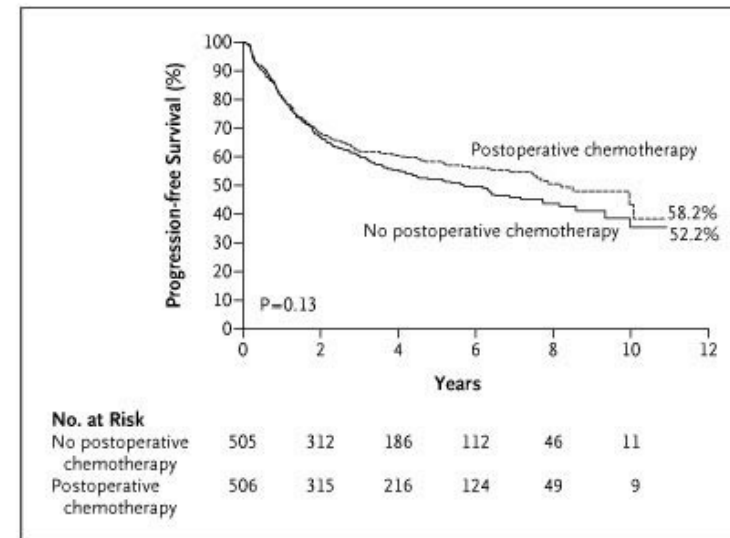 Progression-free Survival (%)
100
90
80
70
60
50
40
30
20
10
0
Postoperative chemotherapy
No postoperative chemotherapy
58.2%
52.2%
P=0.13
0 2 4 6 8 10 12
Years
No. at Risk
No postoperative 505 312 186 112 46 11
chemotherapy
Postoperative 506 315 216 124 49 9
chemotherapy